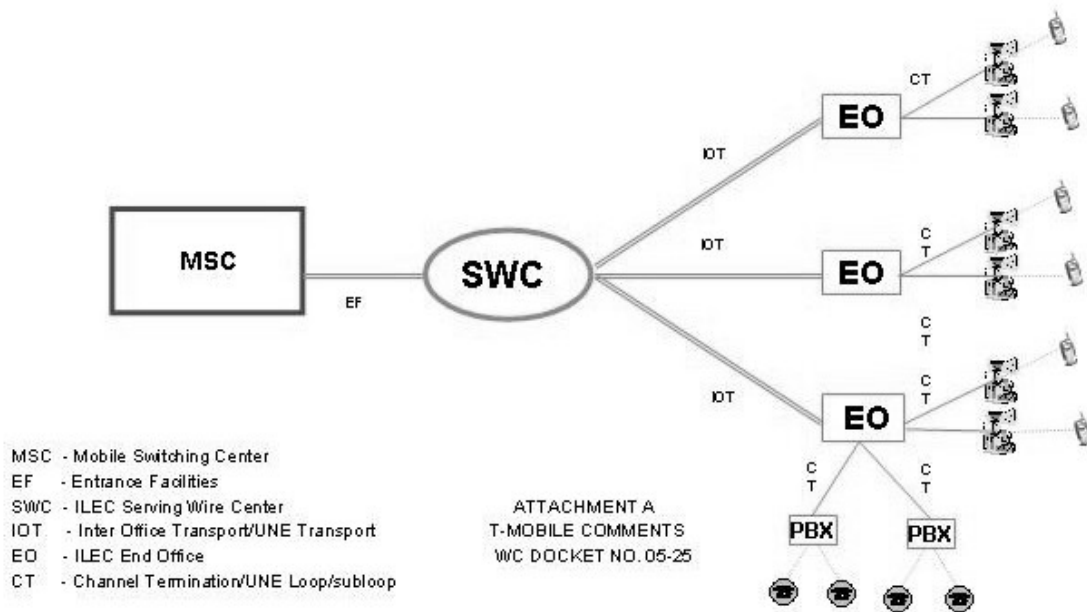 CT
EO
IOT
MSC
SWC
IOT
EO
C
T
EF
C
T
IOT
EO
C
T
C
T
C
T
PBX
PBX
MSC - Mobile Switching Center
EF - Entrance Facilities
SWC - ILEC Serving Wire Center
IOT - Inter Office Transport/UNE Transport
EO - ILEC End Office
CT - Channel Termination/UNE Loop/subloop
ATTACHMENT A
T-MOBILE COMMENTS
WC DOCKET NO. 05-25